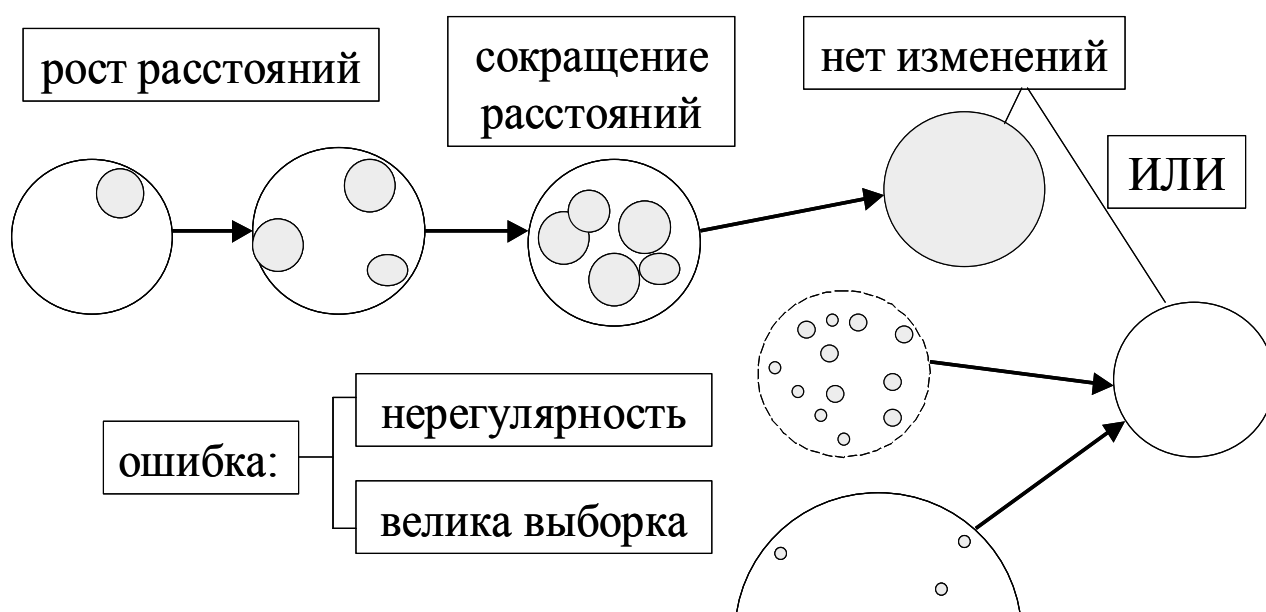 рост расстояний
сокращение
расстояний
нет изменений
ИЛИ
ошибка:
нерегулярность
велика выборка